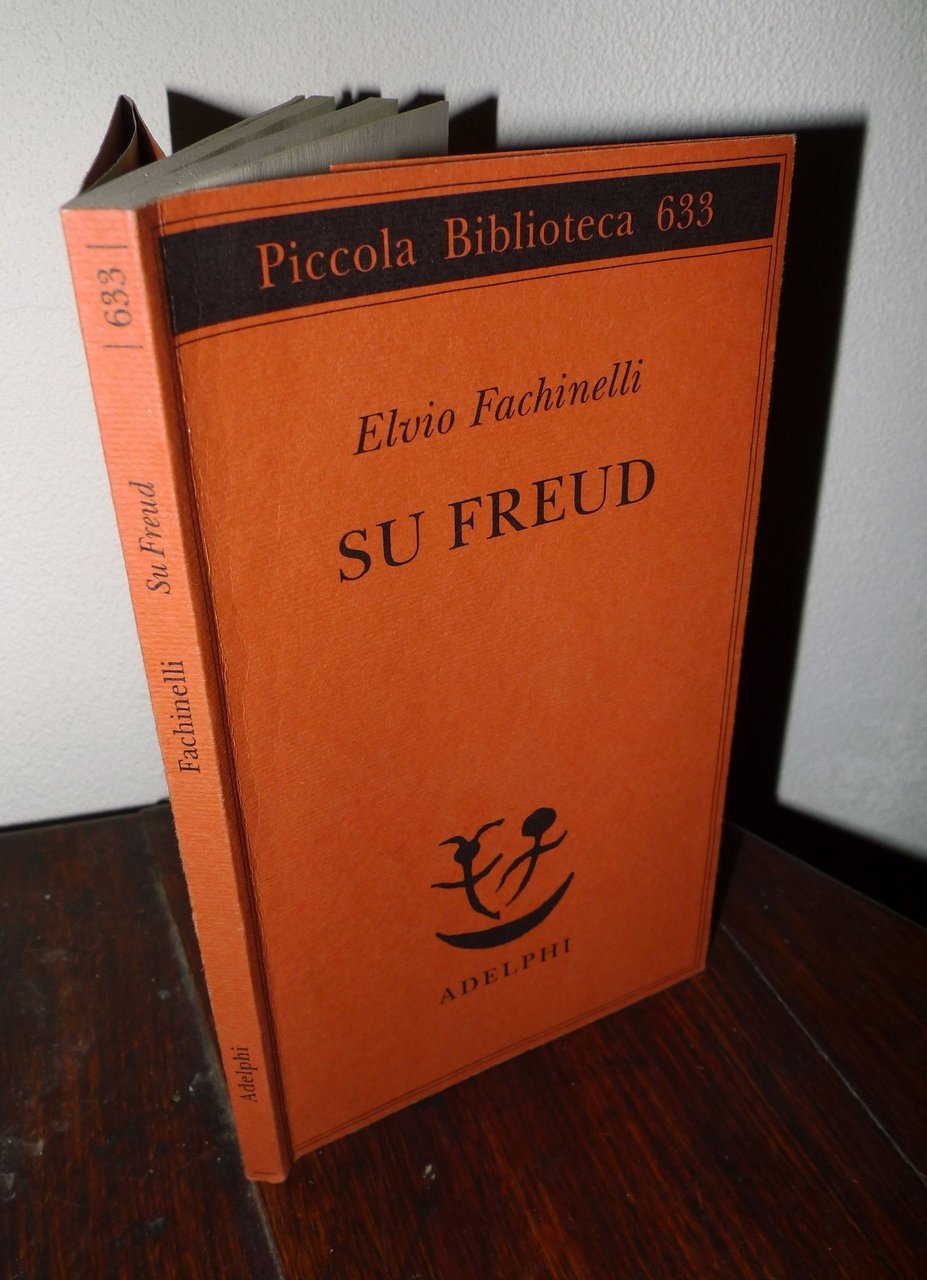 Piccola Biblioteca 633
Elvio Fachinelli
SU FREUD
ADELPHI
| 633 |
Su Freud
Fachinelli
Adelphi